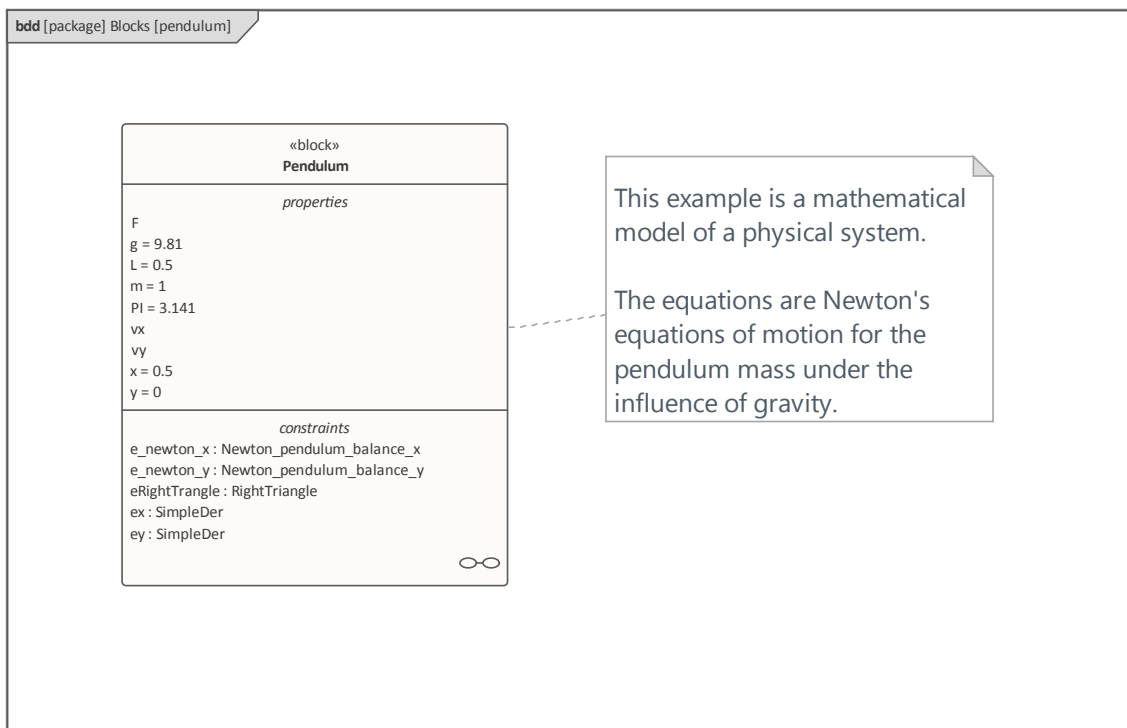 bdd [package] Blocks [pendulum]
«block»
Pendulum
properties
F
g = 9.81
L = 0.5
m = 1
PI = 3.141
vx
vy
x = 0.5
y = 0
constraints
e_newton_x : Newton_pendulum_balance_x
e_newton_y : Newton_pendulum_balance_y
eRightTrangle : RightTriangle
ex : SimpleDer
ey : SimpleDer
This example is a mathematical
model of a physical system.
The equations are Newton's
equations of motion for the
pendulum mass under the
influence of gravity.